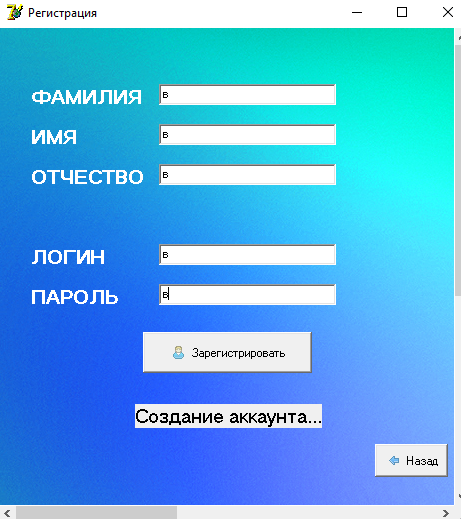 Регистрация
ФАМИЛИЯ в
ИМЯ в
ОТЧЕСТВО в
ЛОГИН в
ПАРОЛЬ в
Зарегистрировать
Создание аккаунта...
Назад